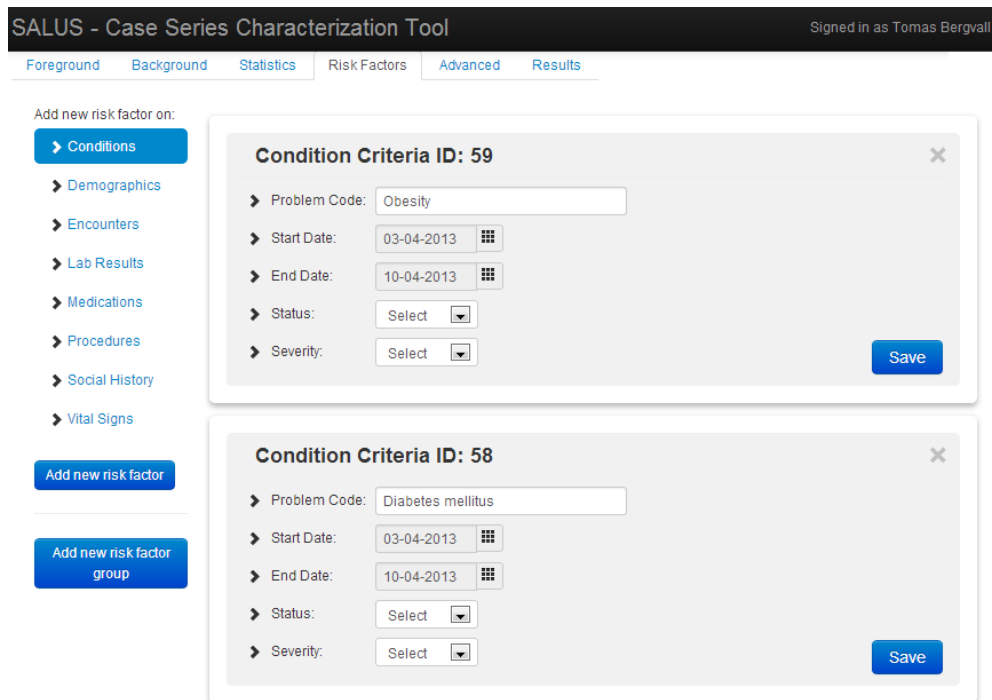 SALUS - Case Series Characterization Tool
Signed in as Tomas Bergvall
Foreground Background Statistics Risk Factors Advanced Results
Add new risk factor on:
Conditions
Demographics
Encounters
Lab Results
Medications
Procedures
Social History
Vital Signs
Add new risk factor
Add new risk factor
group
Condition Criteria ID: 59
Problem Code: Obesity
Start Date: 03-04-2013
End Date: 10-04-2013
Status: Select
Severity: Select
Save
Condition Criteria ID: 58
Problem Code: Diabetes mellitus
Start Date: 03-04-2013
End Date: 10-04-2013
Status: Select
Severity: Select
Save